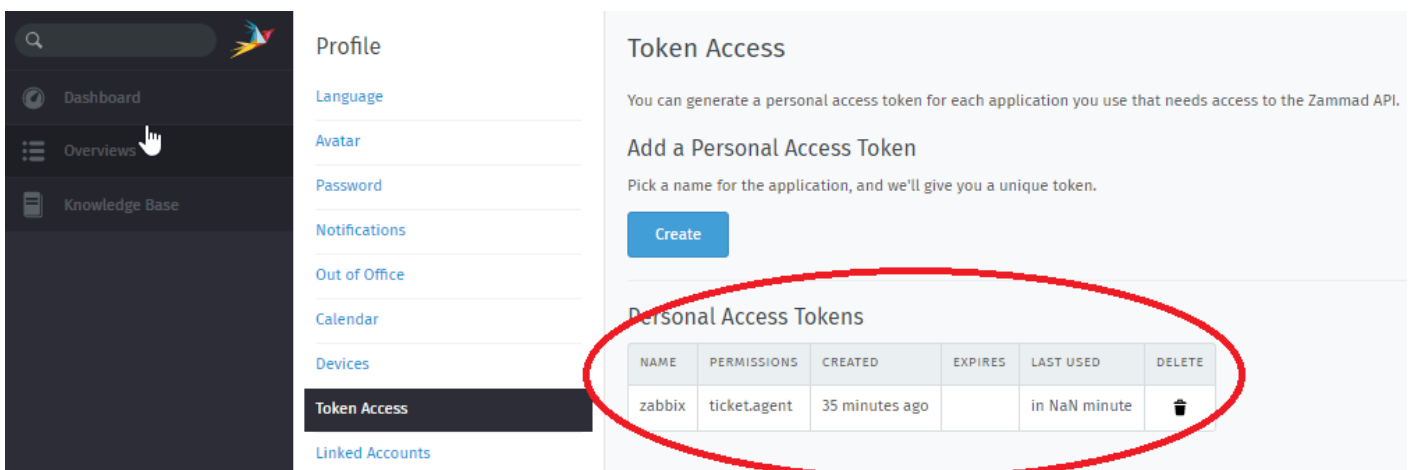 Dashboard
Overviews
Knowledge Base
Profile
Language
Avatar
Password
Notifications
Out of Office
Calendar
Devices
Token Access
Linked Accounts
Token Access
You can generate a personal access token for each application you use that needs access to the Zammad API.
Add a Personal Access Token
Pick a name for the application, and we'll give you a unique token.
Create
Personal Access Tokens
NAME PERMISSIONS CREATED EXPIRES LAST USED DELETE
zabbix ticket.agent 35 minutes ago in NaN minute